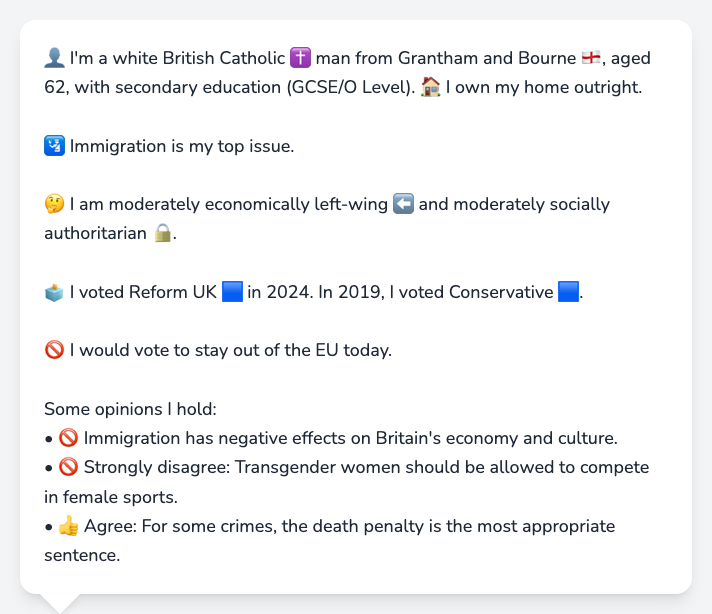 👤 I'm a white British Catholic ✝️ man from Grantham and Bourne 🏴󠁧󠁢󠁥󠁮󠁧󠁿, aged
62, with secondary education (GCSE/O Level). 🏠 I own my home outright.
🛂 Immigration is my top issue.
🤔 I am moderately economically left-wing ⬅️ and moderately socially
authoritarian 🔒.
🗳️ I voted Reform UK 🟦 in 2024. In 2019, I voted Conservative 🟦.
🚫 I would vote to stay out of the EU today.
Some opinions I hold:
• 🚫 Immigration has negative effects on Britain's economy and culture.
• 🚫 Strongly disagree: Transgender women should be allowed to compete
in female sports.
• 👍 Agree: For some crimes, the death penalty is the most appropriate
sentence.